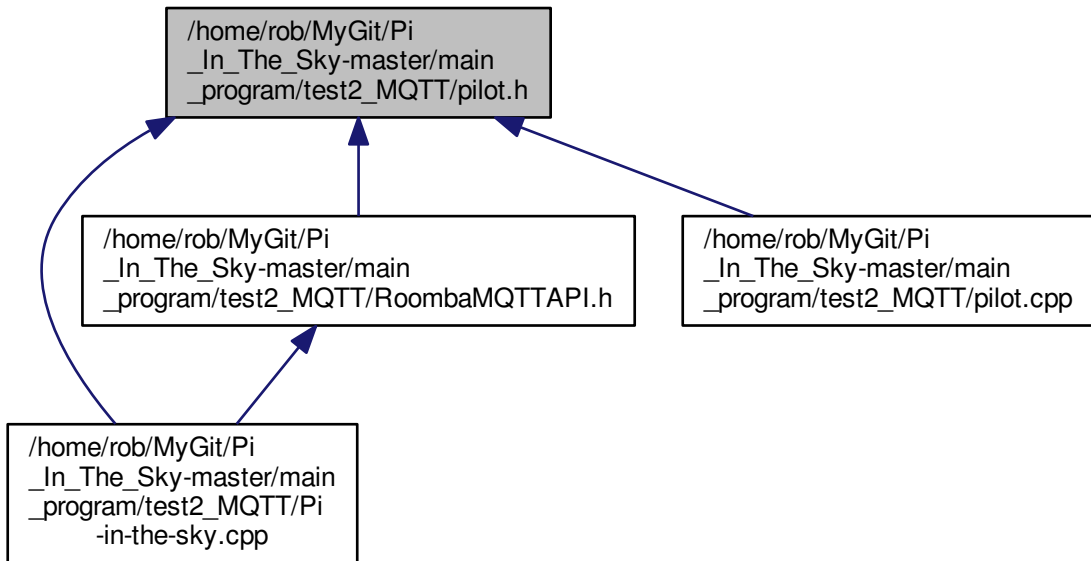 /home/rob/MyGit/Pi
_In_The_Sky-master/main
_program/test2_MQTT/pilot.h
/home/rob/MyGit/Pi
_In_The_Sky-master/main
_program/test2_MQTT/RoombaMQTTAPI.h
/home/rob/MyGit/Pi
_In_The_Sky-master/main
_program/test2_MQTT/pilot.cpp
/home/rob/MyGit/Pi
_In_The_Sky-master/main
_program/test2_MQTT/Pi
-in-the-sky.cpp